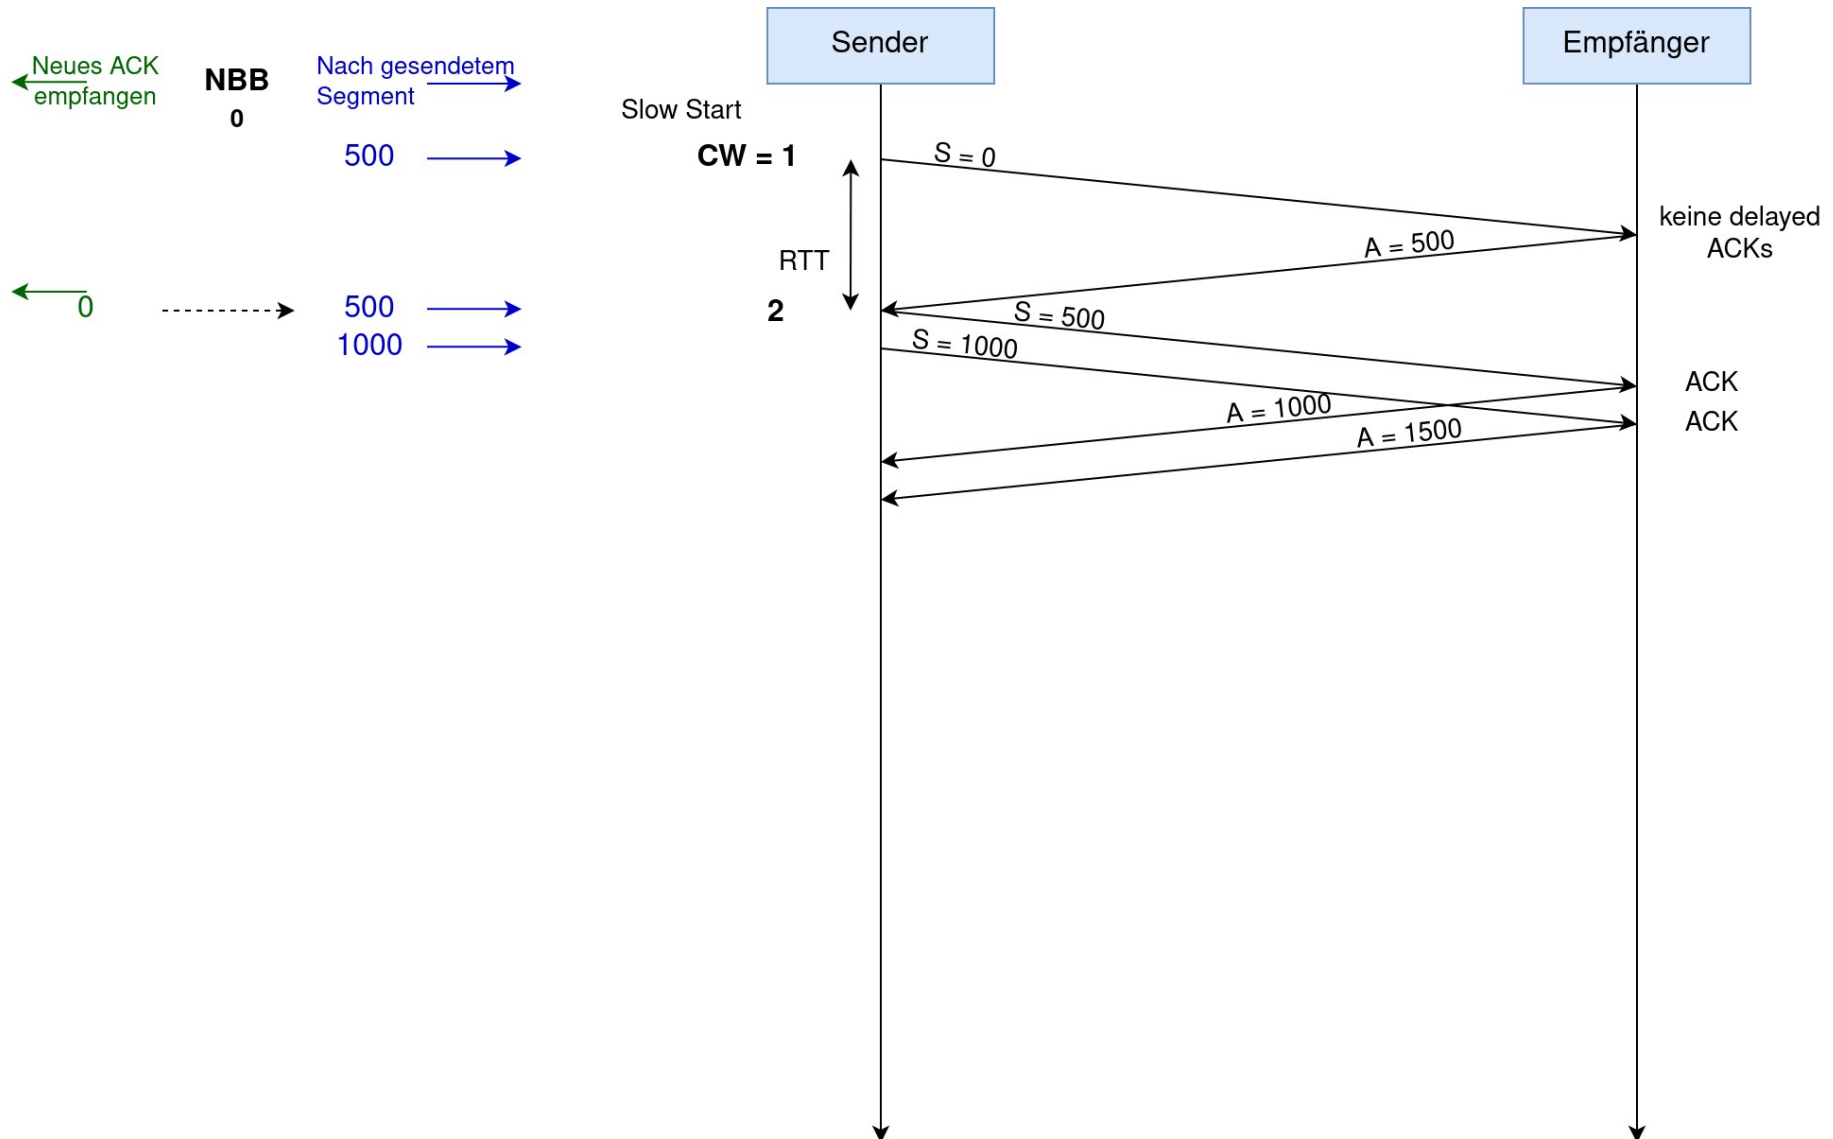 Sender
Empfänger
Neues ACK
empfangen
NBB
0
Nach gesendetem
Segment
Slow Start
500
CW = 1
S = 0
keine delayed
ACKs
A = 500
RTT
0
500
2
S = 500
1000
S = 1000
ACK
A = 1000
ACK
A = 1500